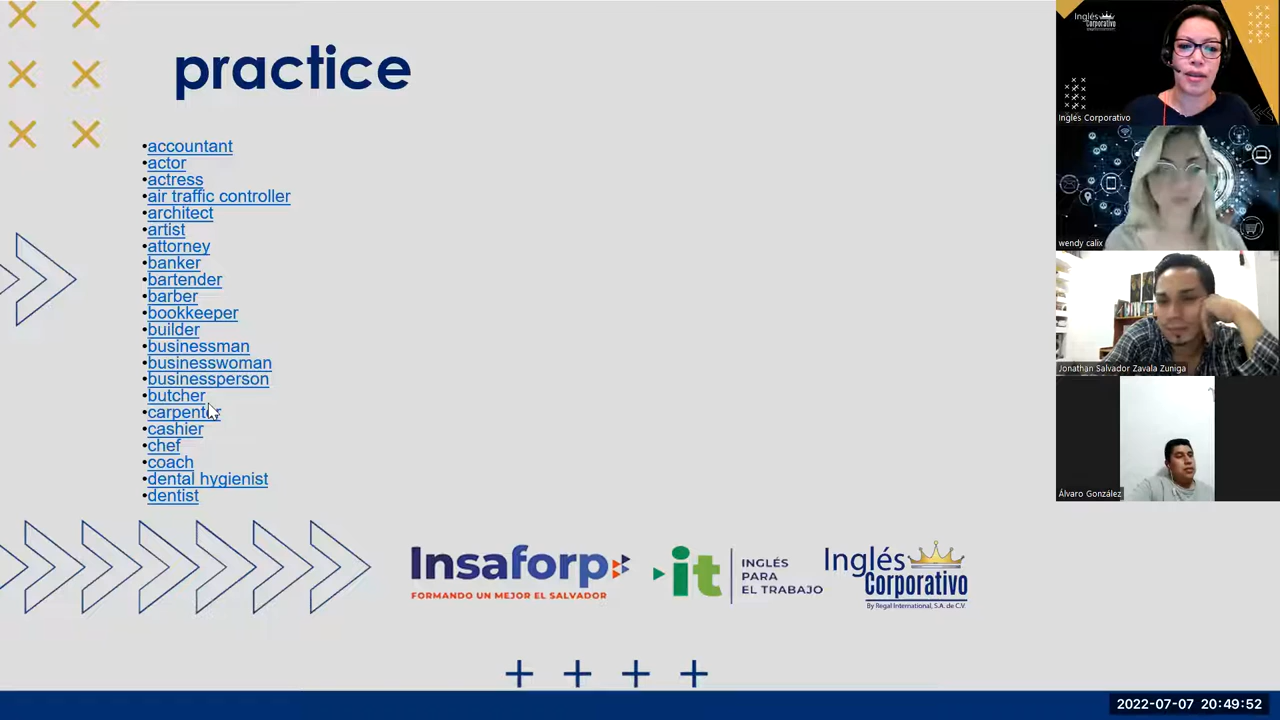 practice
•accountant
•actor
•actress
•air traffic controller
•architect
•artist
•attorney
•banker
•bartender
•barber
•bookkeeper
•builder
•businessman
•businesswoman
•businessperson
•butcher
•carpenter
•cashier
•chef
•coach
•dental hygienist
•dentist
Insaforp
FORMANDO UN MEJOR EL SALVADOR
it
INGLÉS
PARA
EL TRABAJO
Inglés
Corporativo
By Regal International, S.A. de C.V.
Inglés
Corporativo
Inglés Corporativo
wendy calix
Jonathan Salvador Zavala Zuniga
Álvaro González
2022-07-07 20:49:52